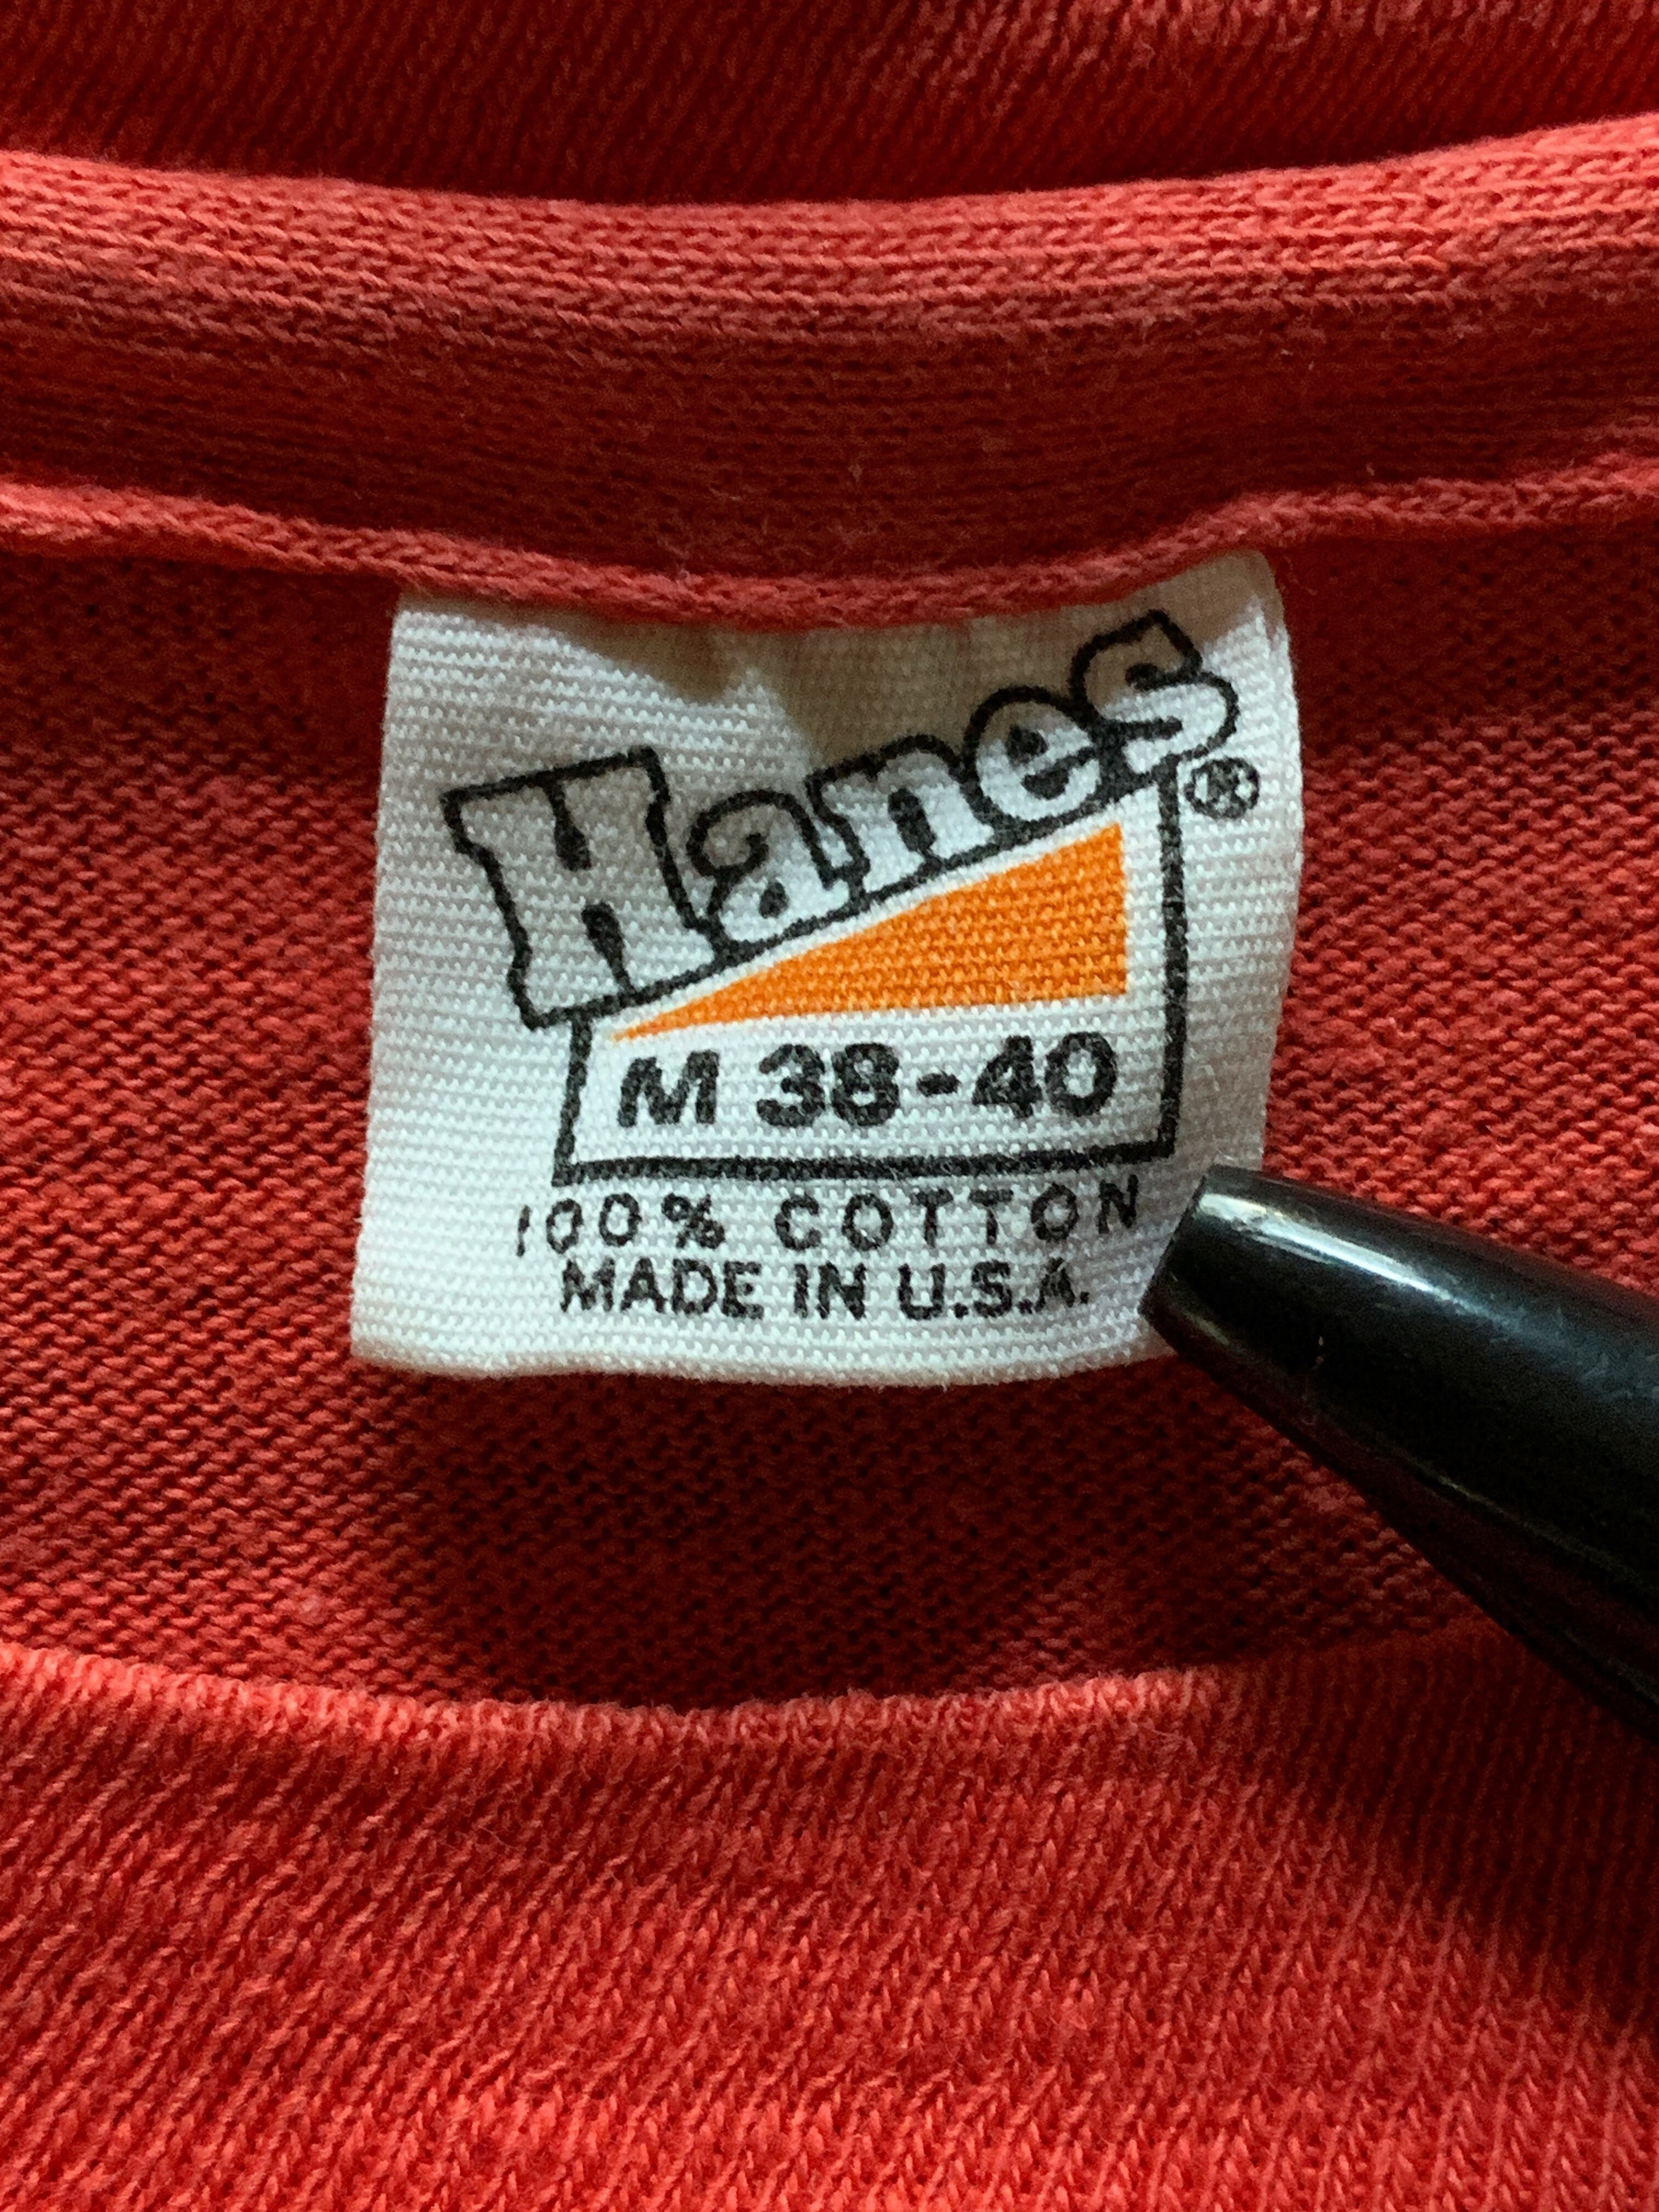 Hanes®
M 38-40
100% COTTON
MADE IN U.S.A.